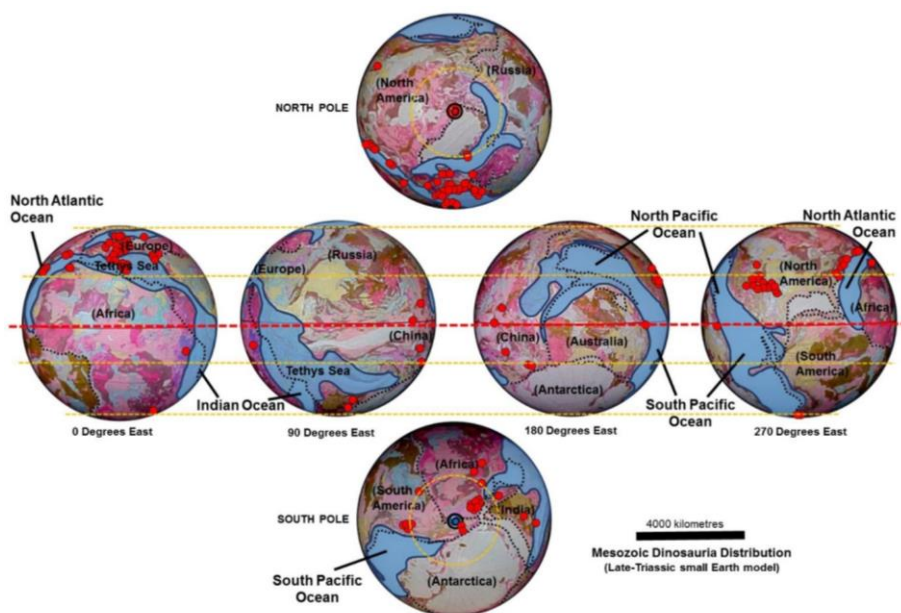 (Russia)
(North
America)
NORTH POLE
North Atlantic
Ocean
(Europe)
Tethys Sea
(Africa)
Indian Ocean
0 Degrees East
(Russia)
(Europe)
(China)
Tethys Sea
90 Degrees East
North Pacific
Ocean
(China)
(Australia)
(Antarctica)
180 Degrees East
South Pacific
Ocean
North Atlantic
Ocean
(North
America)
(Africa)
(South
America)
270 Degrees East
(Africa)
(South
America)
(India)
SOUTH POLE
(Antarctica)
South Pacific
Ocean
4000 kilometres
Mesozoic Dinosauria Distribution
(Late-Triassic small Earth model)